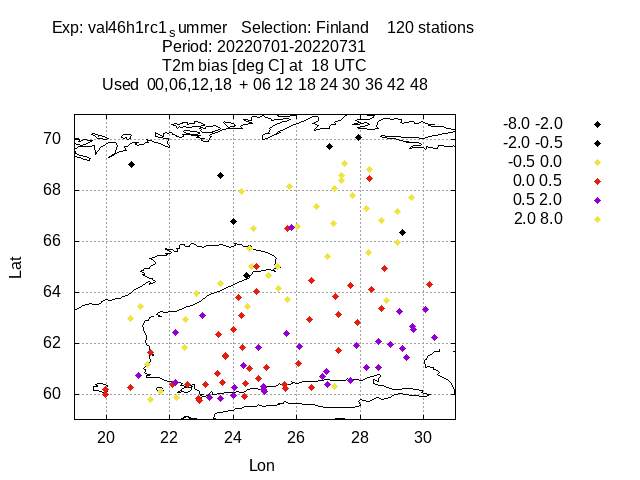 Exp: val46h1rc1summer Selection: Finland 120 stations
Period: 20220701-20220731
T2m bias [deg C] at 18 UTC
Used 00,06,12,18 + 06 12 18 24 30 36 42 48
-8.0 -2.0
-2.0 -0.5
-0.5 0.0
0.0 0.5
0.5 2.0
2.0 8.0
70
68
66
64
62
60
Lat
20 22 24 26 28 30
Lon